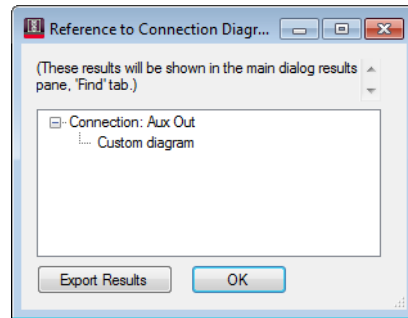 Reference to Connection Diagr...
(These results will be shown in the main dialog results
pane, 'Find' tab.)
Connection: Aux Out
Custom diagram
Export Results
OK